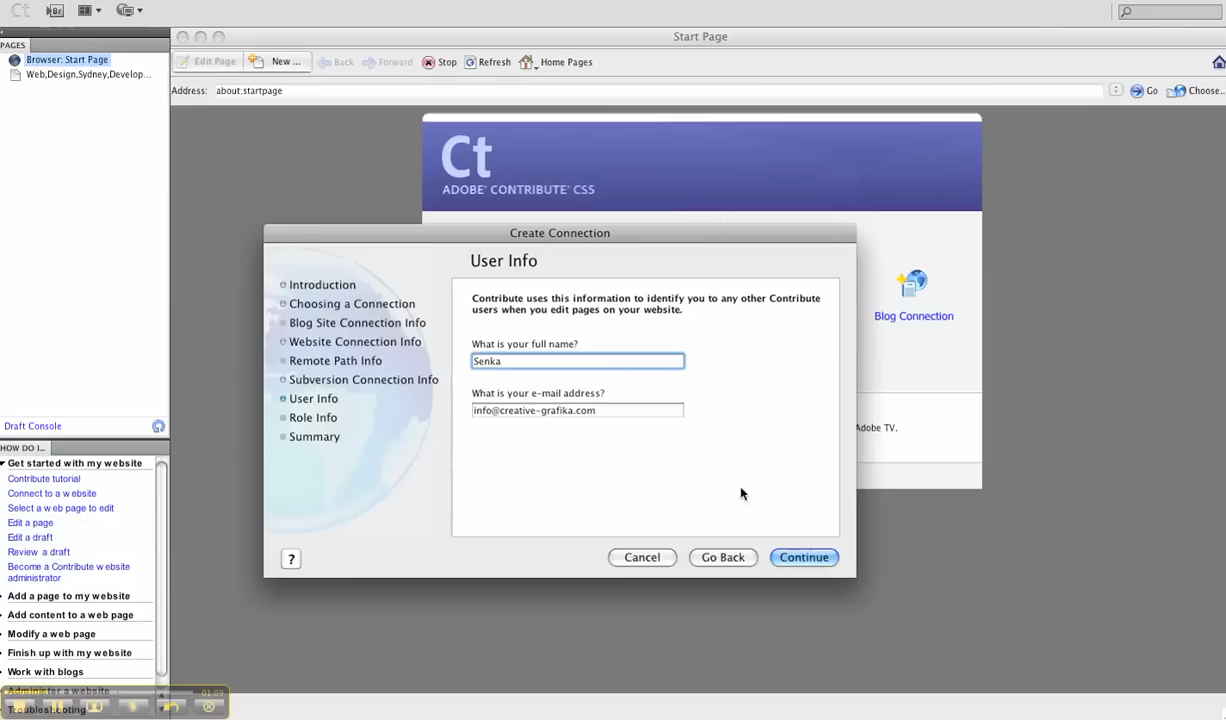 Ct
Br
Start Page
PAGES
Browser: Start Page
Web,Design,Sydney,Develop...
Edit Page
New ...
Back
Forward
Stop
Refresh
Home Pages
Address:
about:startpage
Go
Choose..
Ct
ADOBE® CONTRIBUTE® CS5
Blog Connection
Adobe TV.
Create Connection
User Info
Introduction
Choosing a Connection
Blog Site Connection Info
Website Connection Info
Remote Path Info
Subversion Connection Info
User Info
Role Info
Summary
Contribute uses this information to identify you to any other Contribute
users when you edit pages on your website.
What is your full name?
Senka
What is your e-mail address?
info@creative-grafika.com
?
Cancel
Go Back
Continue
Draft Console
HOW DO I...
Get started with my website
Contribute tutorial
Connect to a website
Select a web page to edit
Edit a page
Edit a draft
Review a draft
Become a Contribute website
administrator
Add a page to my website
Add content to a web page
Modify a web page
Finish up with my website
Work with blogs
Administer a website
01:09
Troubleshooting